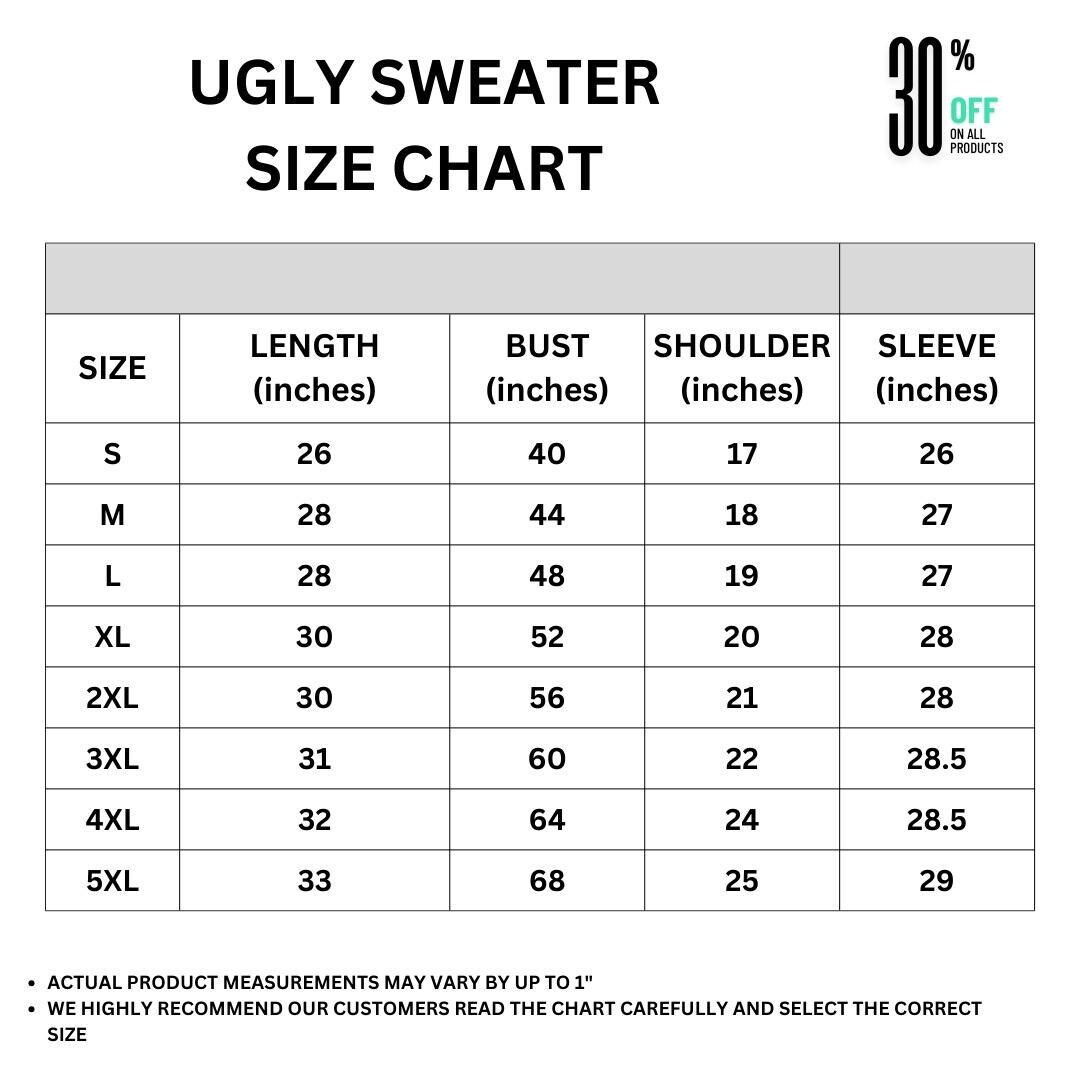 UGLY SWEATER
SIZE CHART
30%
OFF
ON ALL
PRODUCTS
SIZE LENGTH (inches) BUST (inches) SHOULDER (inches) SLEEVE (inches)
S 26 40 17 26
M 28 44 18 27
L 28 48 19 27
XL 30 52 20 28
2XL 30 56 21 28
3XL 31 60 22 28.5
4XL 32 64 24 28.5
5XL 33 68 25 29
• ACTUAL PRODUCT MEASUREMENTS MAY VARY BY UP TO 1"
• WE HIGHLY RECOMMEND OUR CUSTOMERS READ THE CHART CAREFULLY AND SELECT THE CORRECT
SIZE